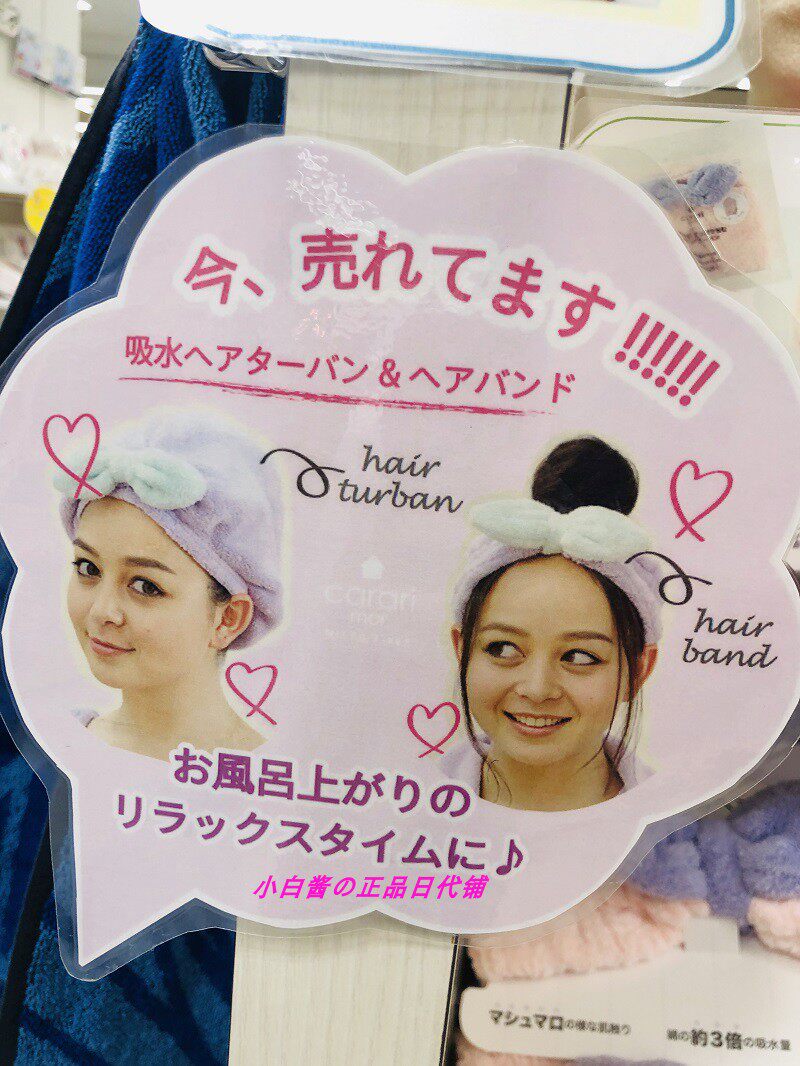 今、売れてます!!!!!!
吸水ヘアターバン&ヘアバンド
hair
turban
carari
mor
hair
band
お風呂上がりの
リラックスタイムに♪
小白酱の正品日代铺
マシュマロの様な肌触り
綿の約3倍の吸水量